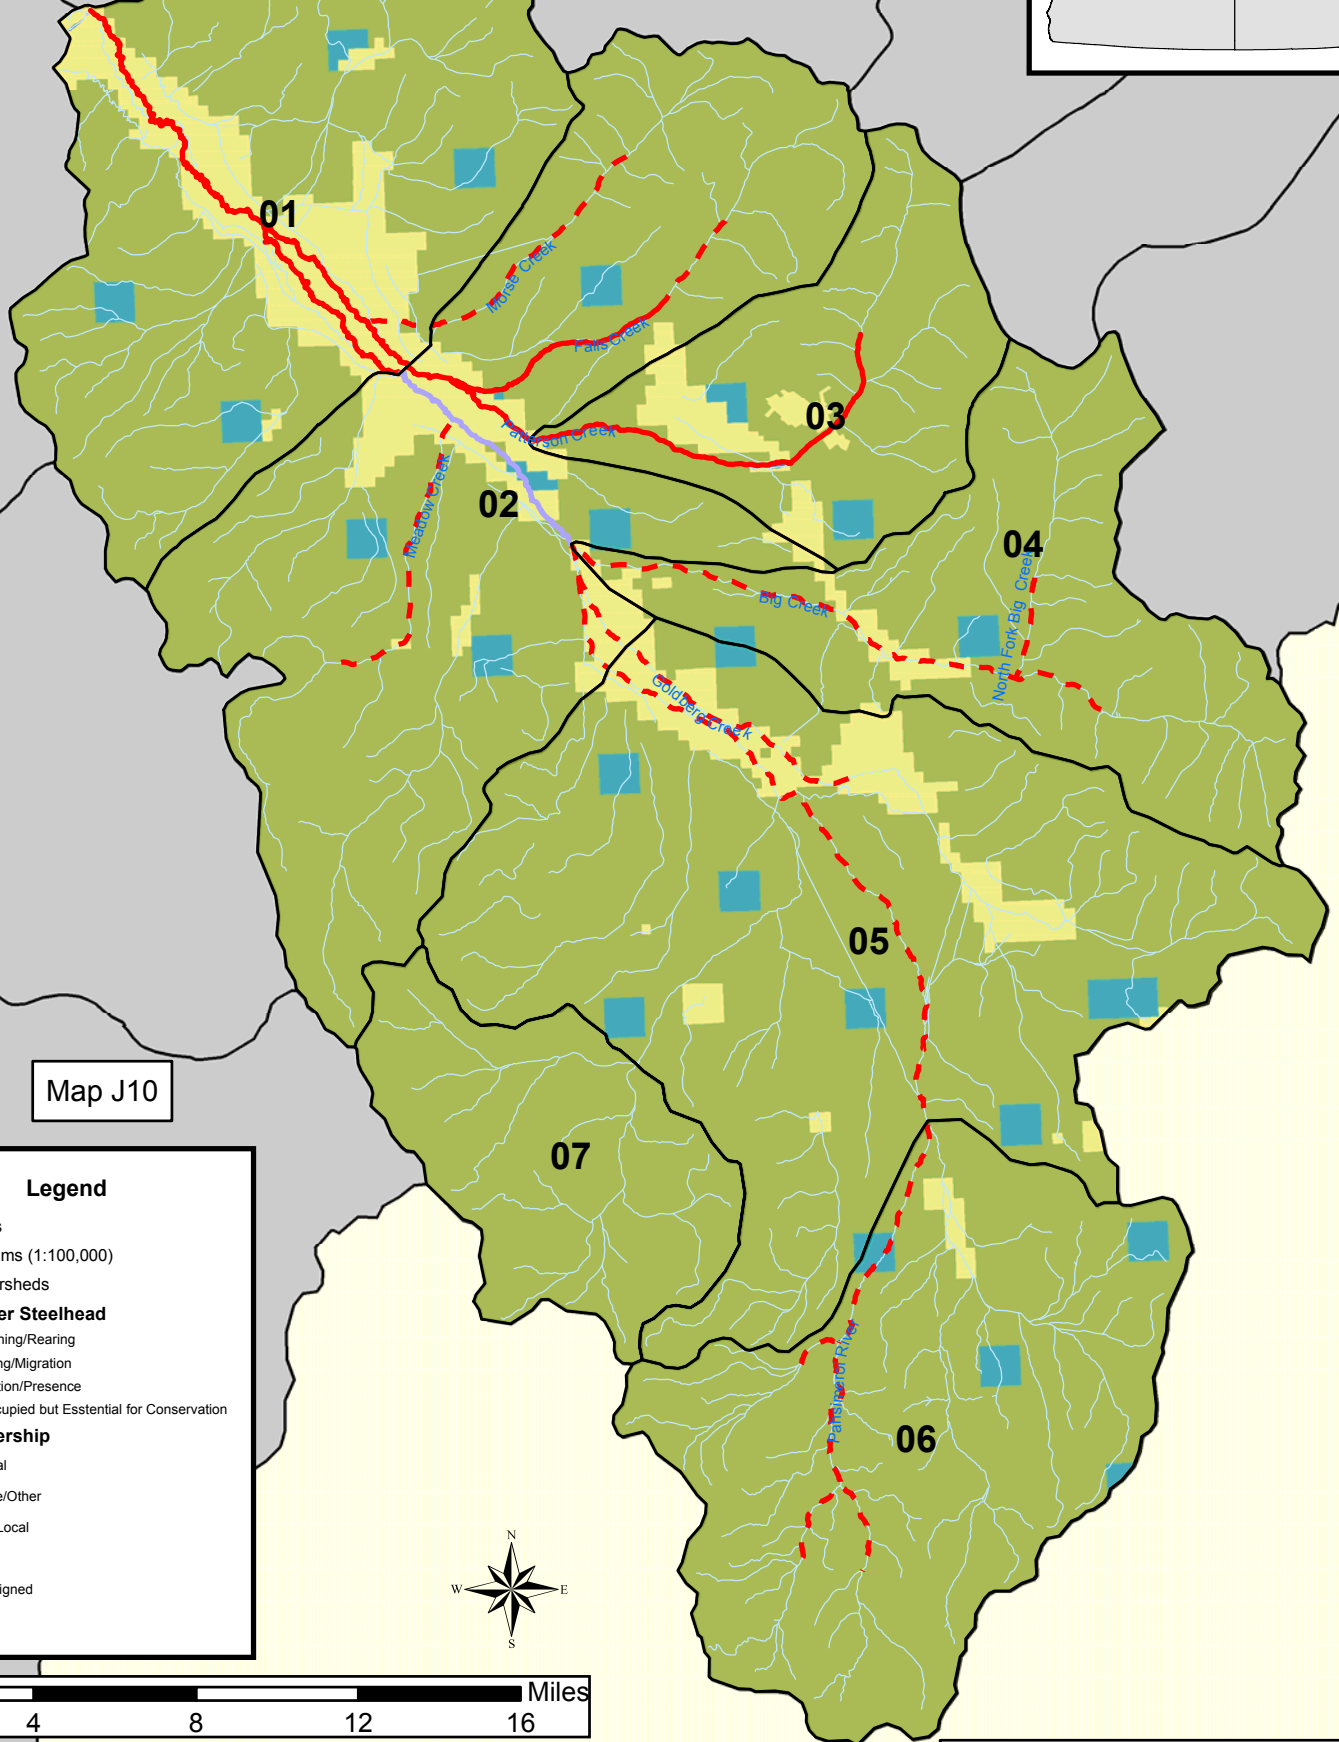 01
Morse Creek
Falls Creek
03
Patterson Creek
02
Meadow Creek
04
Big Creek
North Fork Big Creek
Goldberg Creek
05
Map J10
07
Legend
s
ms (1:100,000)
rsheds
er Steelhead
ning/Rearing
ng/Migration
tion/Presence
cupied but Esstential for Conservation
ership
al
e/Other
Local
igned
Pahsimeroi River
06
N
W
E
S
Miles
4
8
12
16